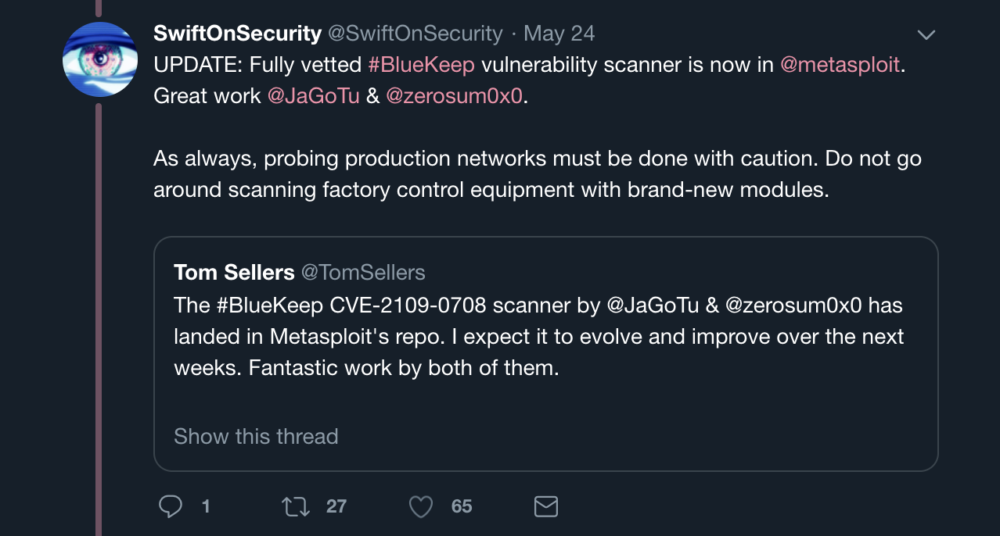 SwiftOnSecurity @SwiftOnSecurity · May 24
UPDATE: Fully vetted #BlueKeep vulnerability scanner is now in @metasploit.
Great work @JaGoTu & @zerosum0x0.
As always, probing production networks must be done with caution. Do not go
around scanning factory control equipment with brand-new modules.
Tom Sellers @TomSellers
The #BlueKeep CVE-2109-0708 scanner by @JaGoTu & @zerosum0x0 has
landed in Metasploit's repo. I expect it to evolve and improve over the next
weeks. Fantastic work by both of them.
Show this thread
1 27 65